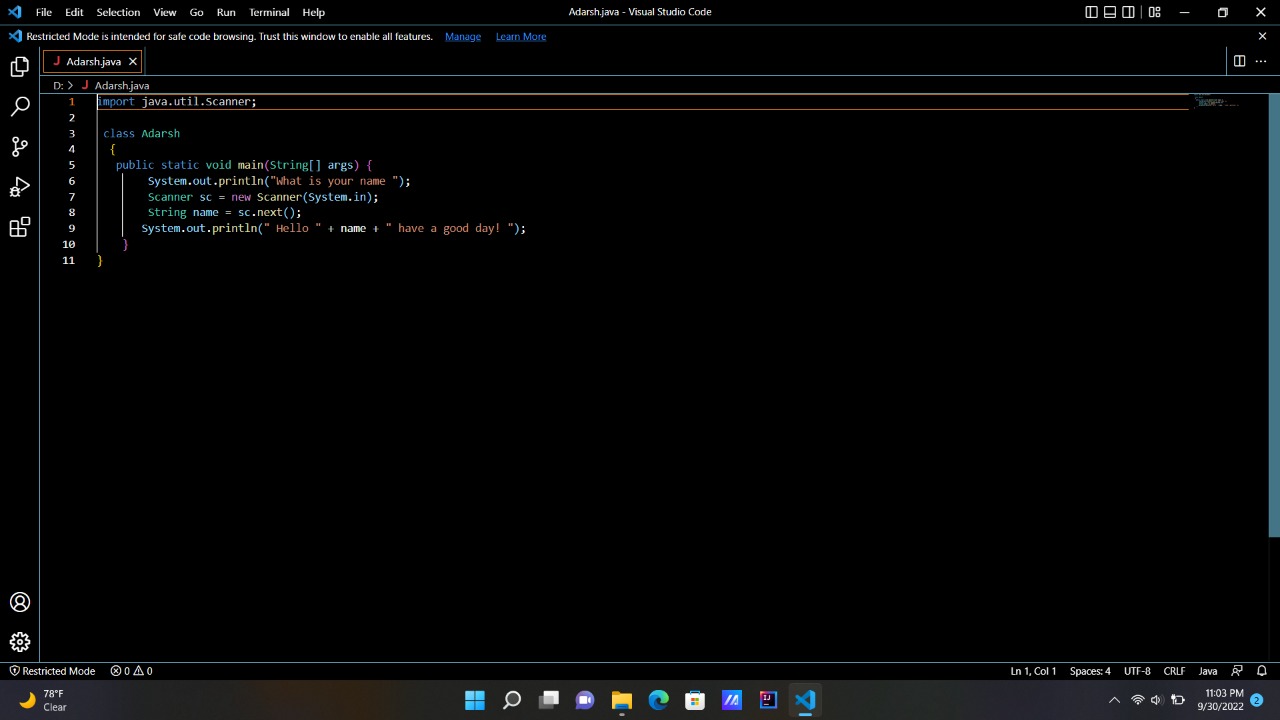 File Edit Selection View Go Run Terminal Help Adarsh.java - Visual Studio Code
Restricted Mode is intended for safe code browsing. Trust this window to enable all features. Manage Learn More
J Adarsh.java
D: > J Adarsh.java
1 import java.util.Scanner;
2
3 class Adarsh
4 {
5 public static void main(String[] args) {
6 System.out.println("What is your name ");
7 Scanner sc = new Scanner(System.in);
8 String name = sc.next();
9 System.out.println(" Hello " + name + " have a good day! ");
10 }
11 }
Restricted Mode 0 0 Ln 1, Col 1 Spaces: 4 UTF-8 CRLF Java
78°F
Clear
11:03 PM
9/30/2022
2